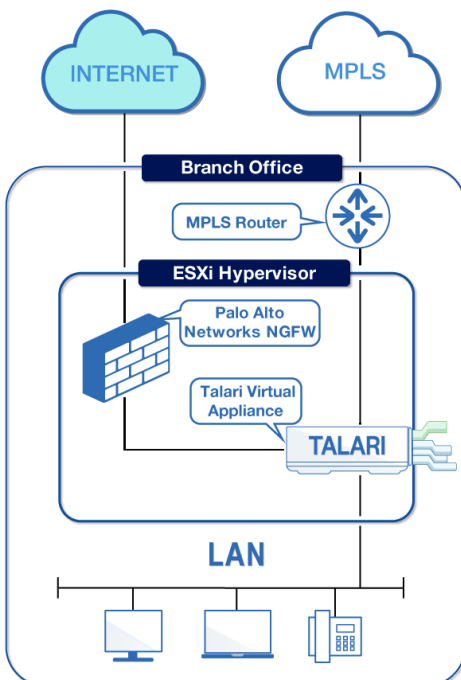 INTERNET
MPLS
Branch Office
MPLS Router
ESXi Hypervisor
Palo Alto
Networks NGFW
Talari Virtual
Appliance
TALARI
LAN